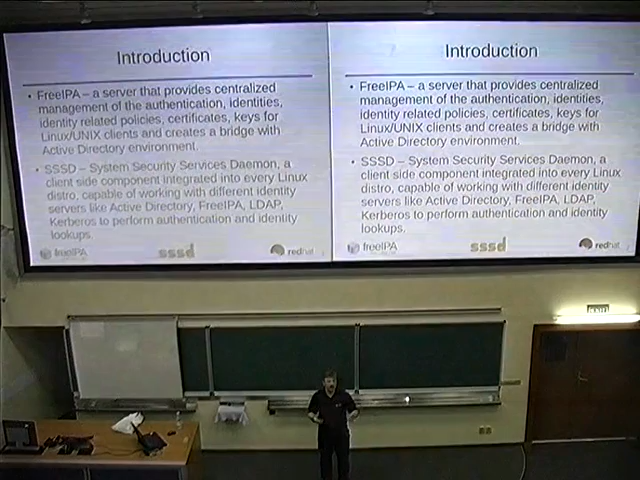 Introduction
• FreeIPA – a server that provides centralized
management of the authentication, identities,
identity related policies, certificates, keys for
Linux/UNIX clients and creates a bridge with
Active Directory environment.
• SSSD – System Security Services Daemon, a
client side component integrated into every Linux
distro, capable of working with different identity
servers like Active Directory, FreeIPA, LDAP,
Kerberos to perform authentication and identity
lookups.
freeIPA
sssd
redhat
Introduction
• FreeIPA – a server that provides centralized
management of the authentication, identities,
identity related policies, certificates, keys for
Linux/UNIX clients and creates a bridge with
Active Directory environment.
• SSSD – System Security Services Daemon, a
client side component integrated into every Linux
distro, capable of working with different identity
servers like Active Directory, FreeIPA, LDAP,
Kerberos to perform authentication and identity
lookups.
freeIPA
sssd
redhat